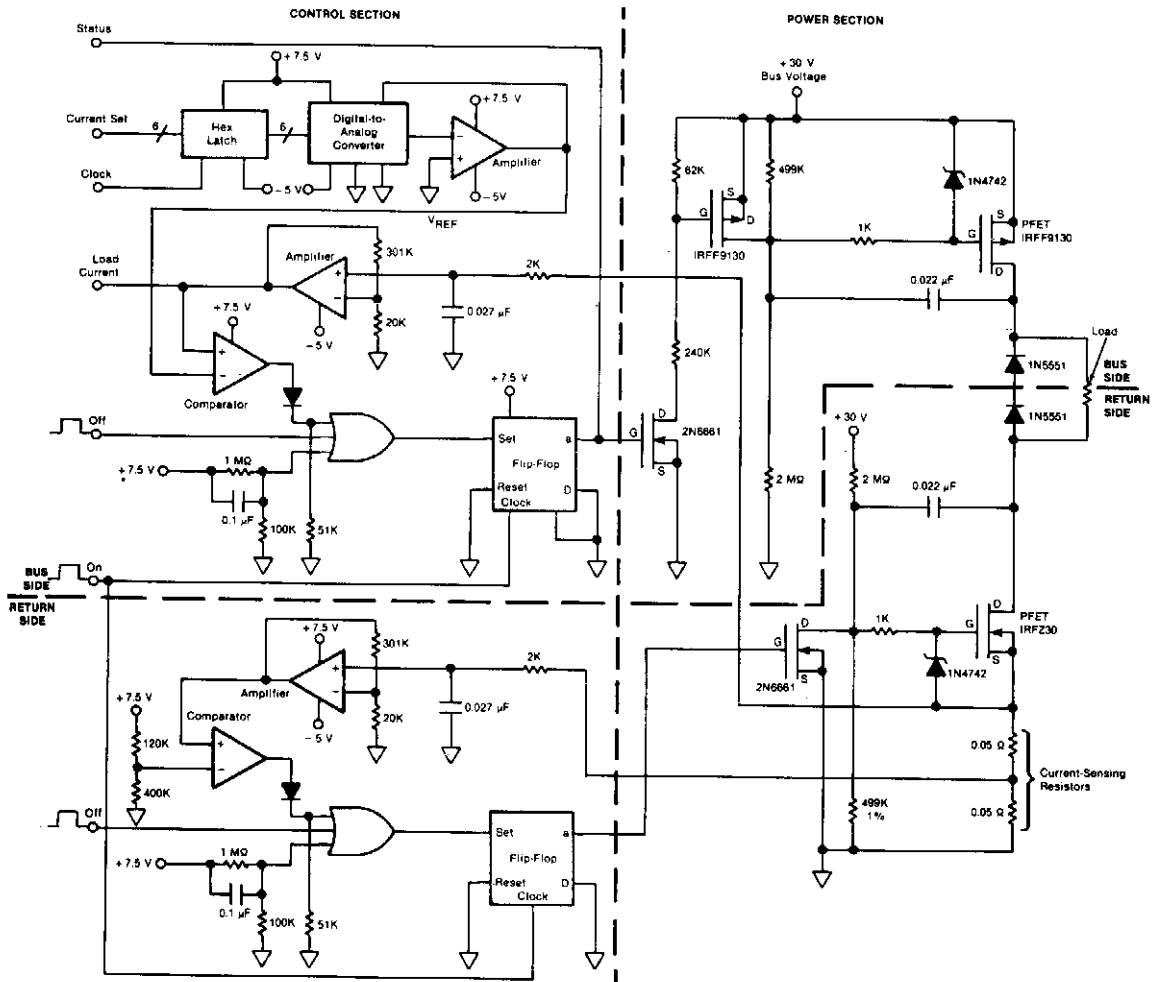 CONTROL SECTION
POWER SECTION
Status
+ 7.5 V
+ 30 V
Bus Voltage
Current Set
6
Hex
Latch
6
Digital-to-
Analog
Converter
+ 7.5 V
Amplifier
Clock
– 5 V
– 5V
VREF
62K
G
S
D
IRFF9130
499K
1N4742
1K
G
S
D
PFET
IRFF9130
Load
Current
Amplifier
301K
2K
– 5 V
20K
0.027 µF
0.022 µF
+ 7.5 V
Comparator
240K
Load
1N5551
BUS
SIDE
RETURN
SIDE
1N5551
+ 7.5 V
Off
Set
a
Flip-Flop
Reset
Clock
D
G
D
S
2N6661
+ 30 V
+ 7.5 V
1 MΩ
0.1 µF
100K
51K
2 MΩ
2 MΩ
0.022 µF
BUS
SIDE
On
RETURN
SIDE
+ 7.5 V
Amplifier
301K
2K
– 5 V
20K
0.027 µF
G
D
S
2N6661
1K
G
D
S
PFET
IRFZ30
1N4742
+ 7.5 V
Comparator
120K
400K
0.05 Ω
0.05 Ω
Current-Sensing
Resistors
499K
1%
Off
Set
a
Flip-Flop
Reset
Clock
D
+ 7.5 V
1 MΩ
0.1 µF
100K
51K